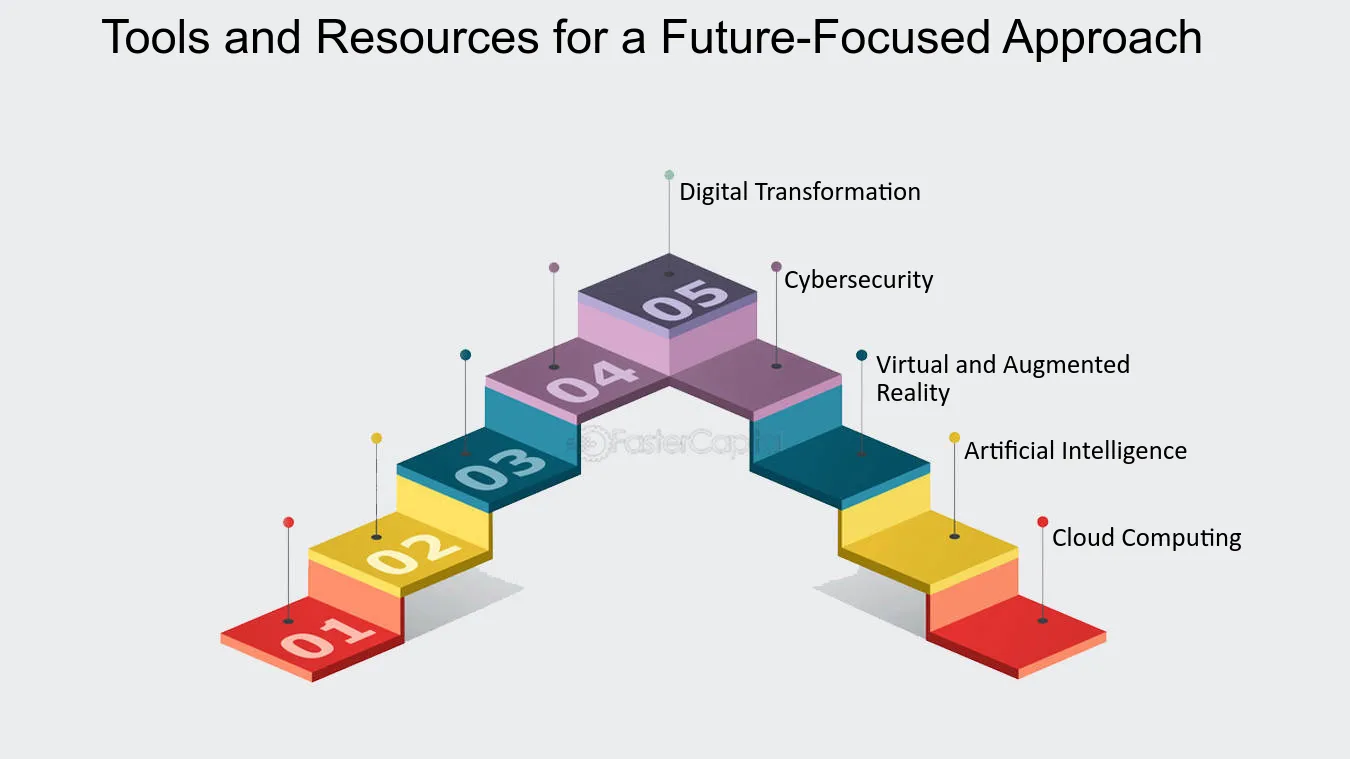 Tools and Resources for a Future-Focused Approach
Digital Transformation
05
Cybersecurity
04
Virtual and Augmented
Reality
FasterCapital
03
Artificial Intelligence
02
Cloud Computing
01